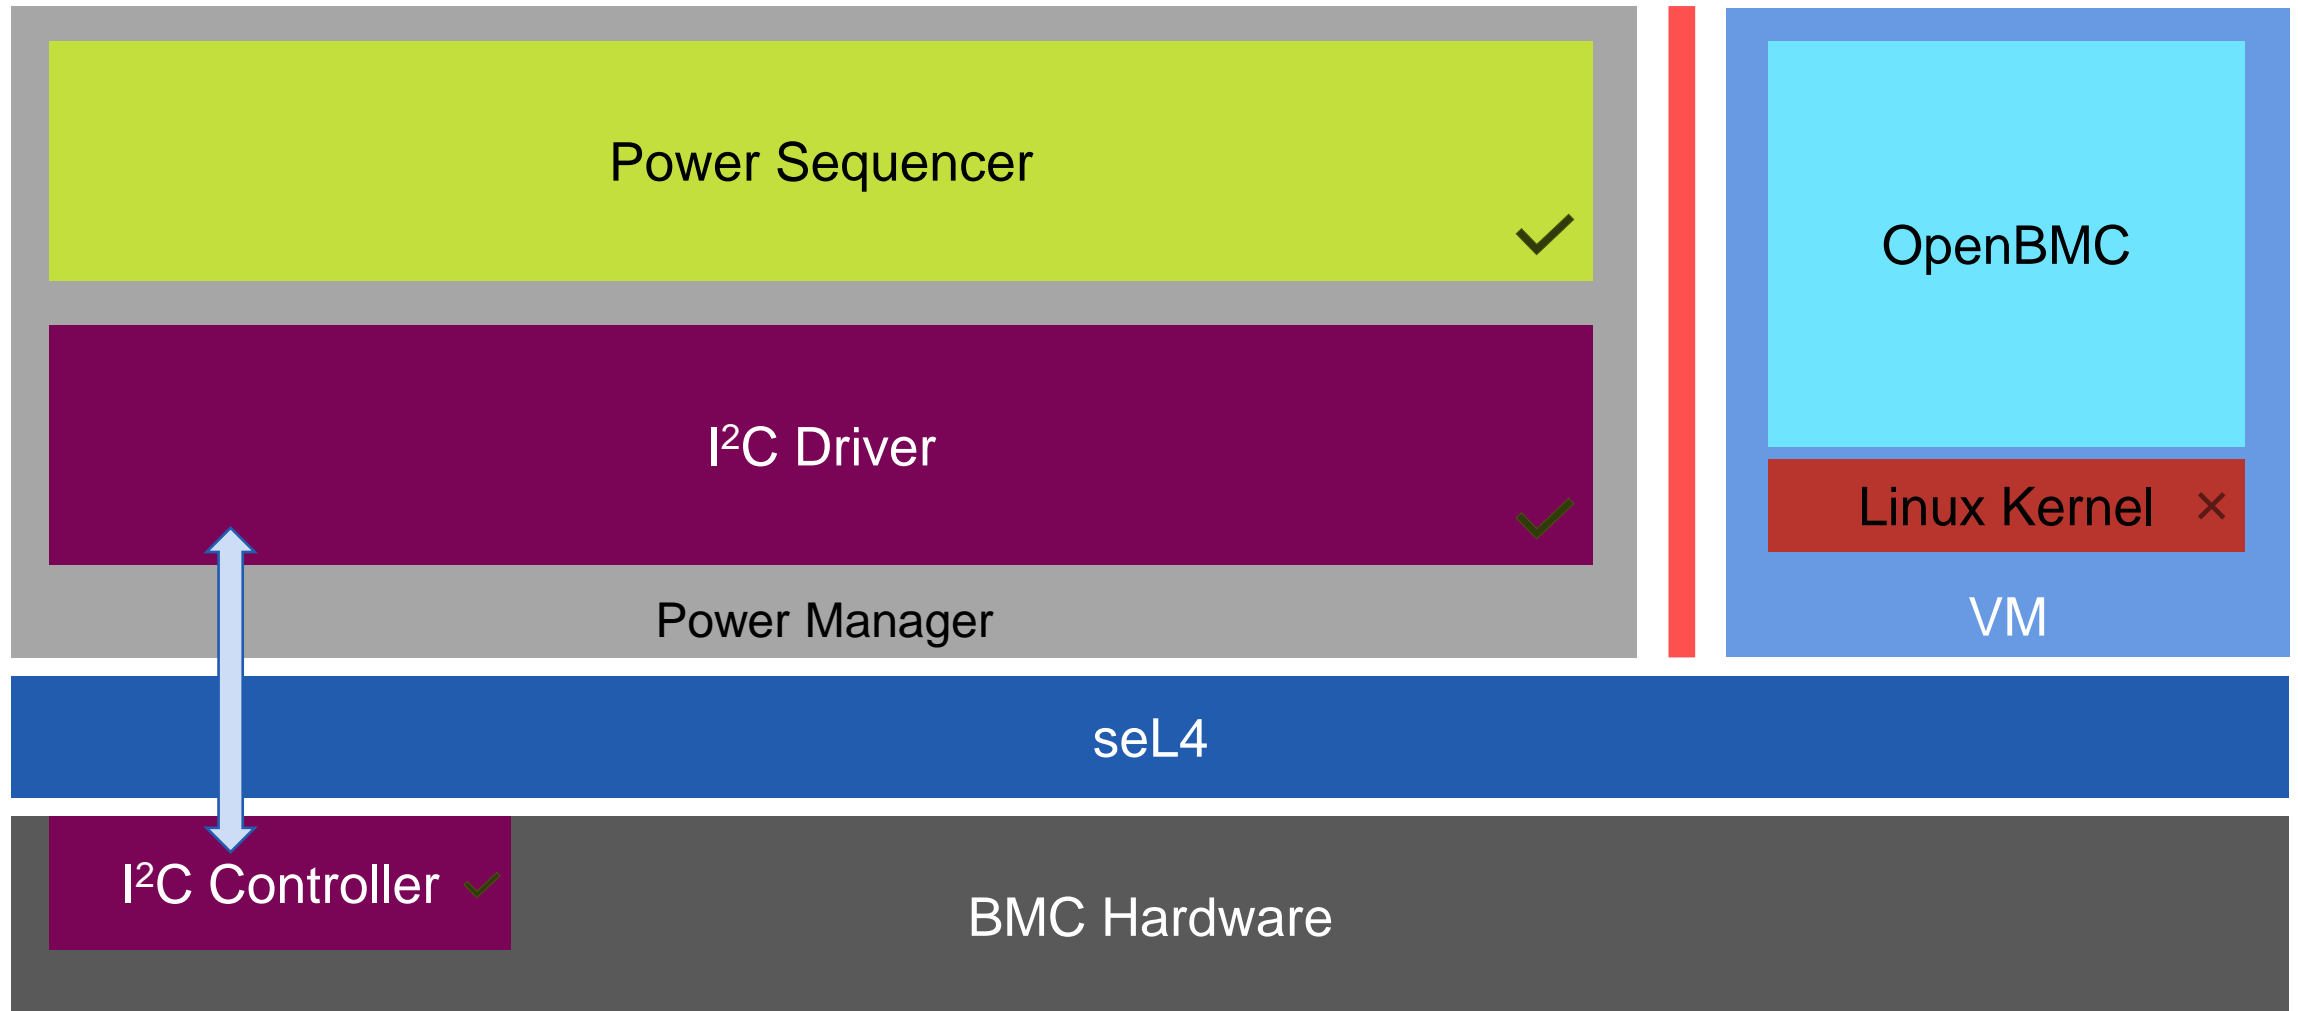 Power Sequencer
OpenBMC
I²C Driver
Linux Kernel
Power Manager
VM
seL4
I²C Controller
BMC Hardware